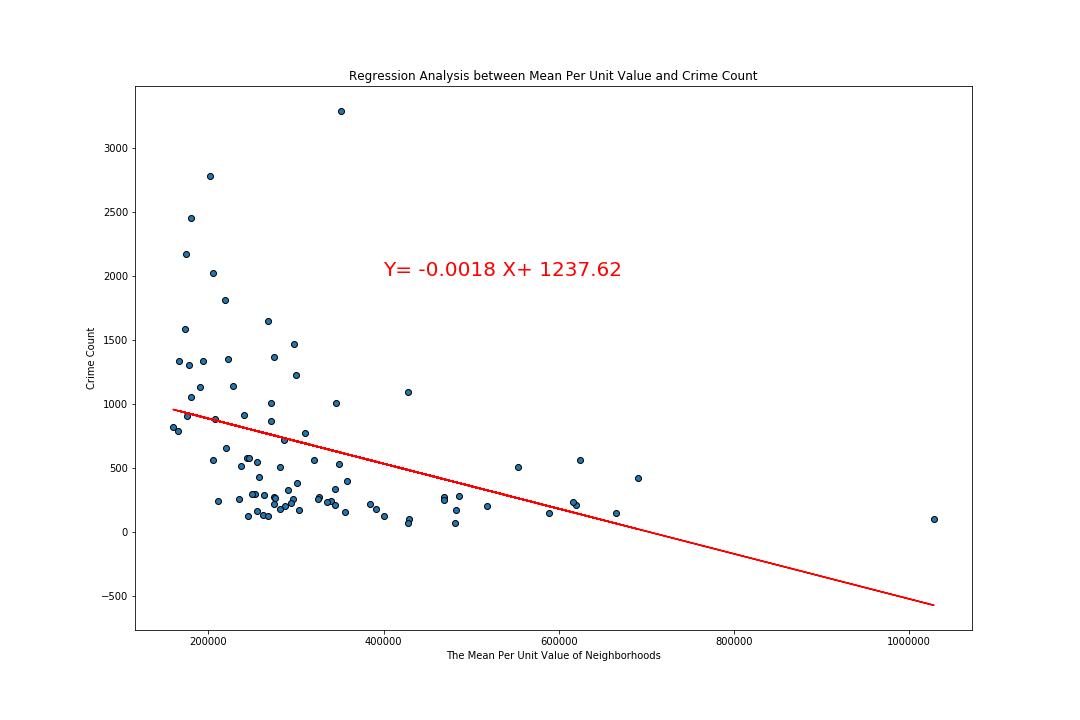 Regression Analysis between Mean Per Unit Value and Crime Count
3000
2500
2000
1500
1000
500
0
−500
Crime Count
Y= -0.0018 X+ 1237.62
200000 400000 600000 800000 1000000
The Mean Per Unit Value of Neighborhoods